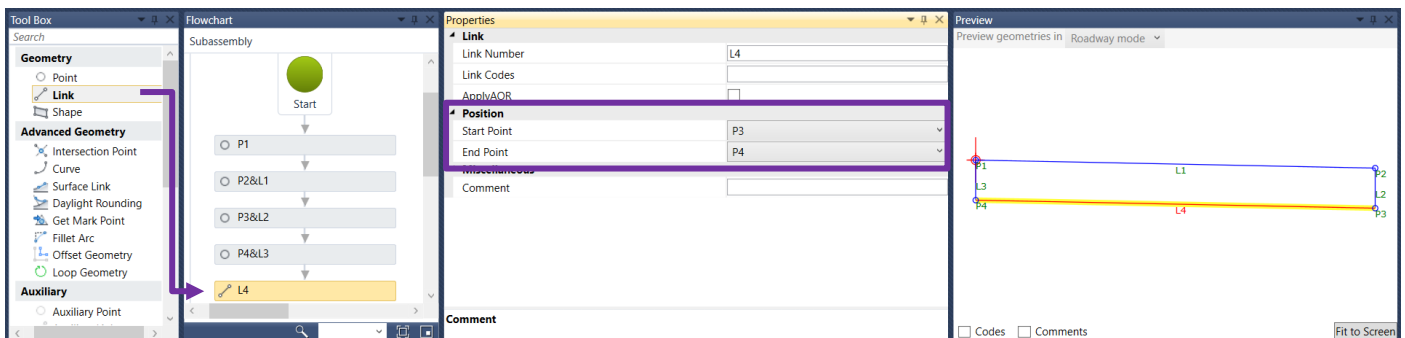 Tool Box
Search
Geometry
Point
Link
Shape
Advanced Geometry
Intersection Point
Curve
Surface Link
Daylight Rounding
Get Mark Point
Fillet Arc
Offset Geometry
Loop Geometry
Auxiliary
Auxiliary Point
Flowchart
Subassembly
Start
P1
P2&L1
P3&L2
P4&L3
L4
Properties
Link
Link Number L4
Link Codes
ApplyAOR
Position
Start Point P3
End Point P4
Miscellaneous
Comment
Comment
Preview
Preview geometries in Roadway mode
P1
L1
P2
L3
L2
P4
L4
P3
Codes Comments Fit to Screen